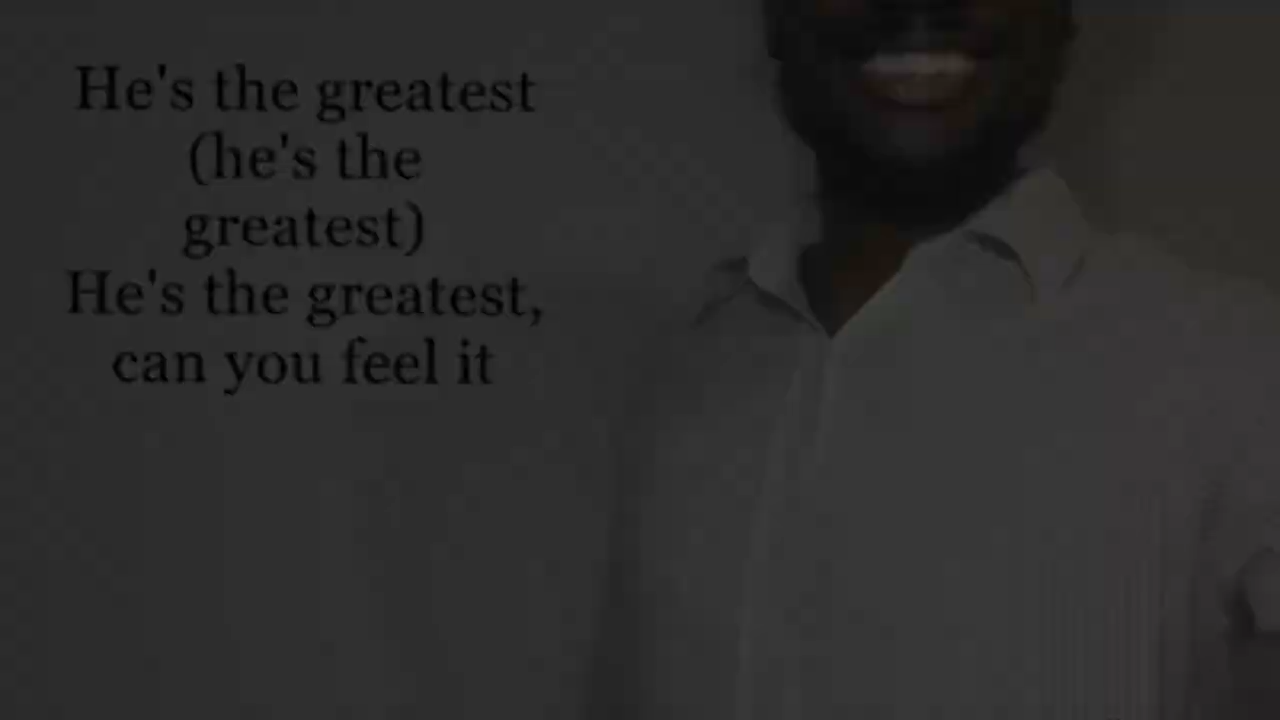 He's the greatest
(he's the
greatest)
He's the greatest,
can you feel it